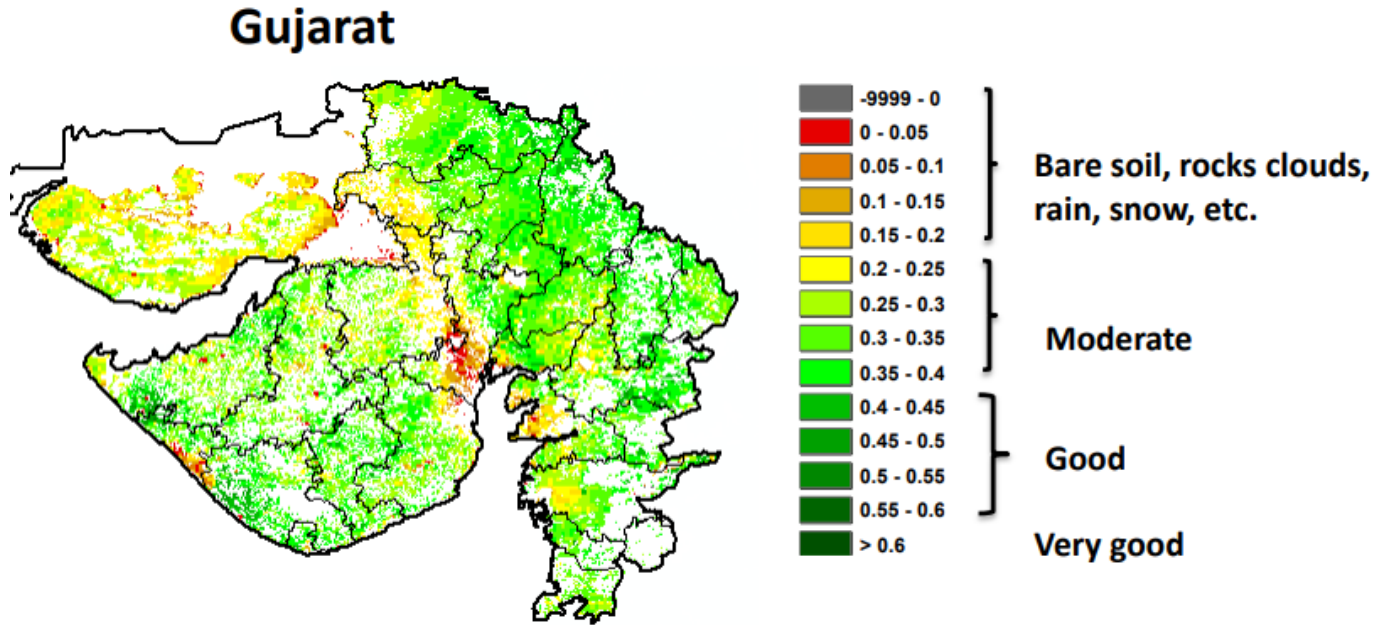 Gujarat
-9999 - 0
0 - 0.05
0.05 - 0.1
0.1 - 0.15
0.15 - 0.2
0.2 - 0.25
0.25 - 0.3
0.3 - 0.35
0.35 - 0.4
0.4 - 0.45
0.45 - 0.5
0.5 - 0.55
0.55 - 0.6
> 0.6
Bare soil, rocks clouds,
rain, snow, etc.
Moderate
Good
Very good